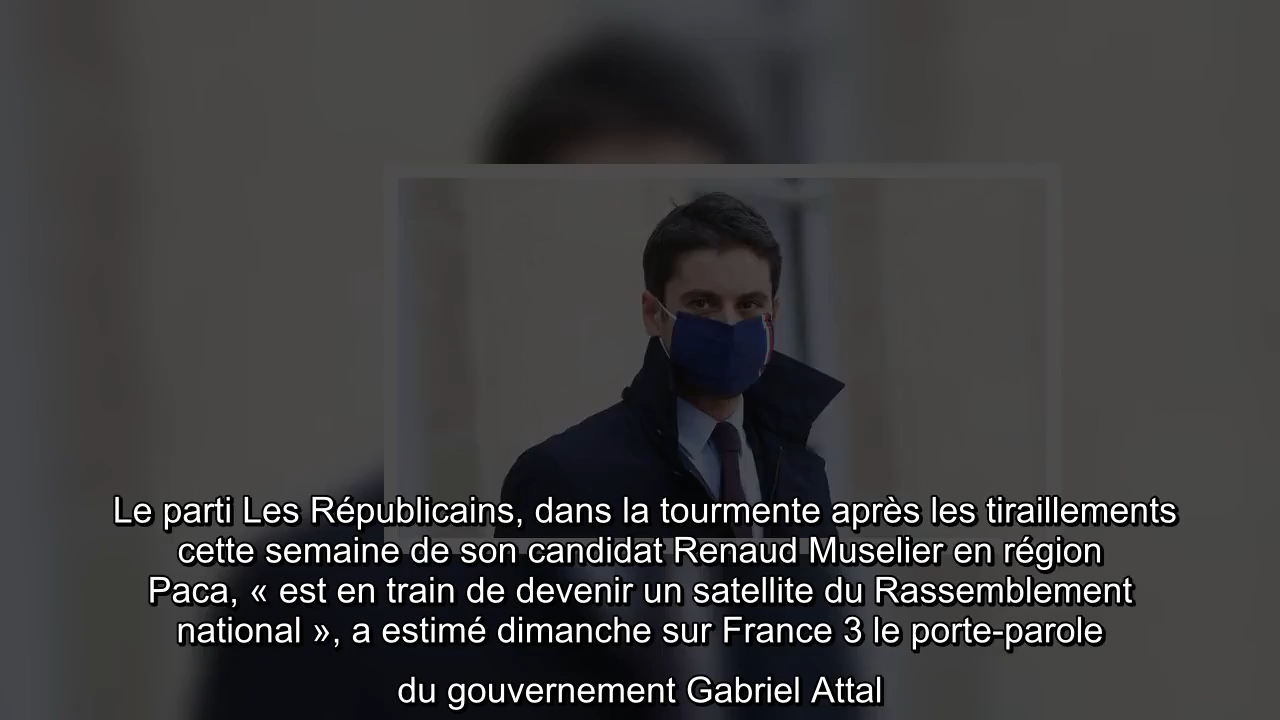 Le parti Les Républicains, dans la tourmente après les tiraillements
cette semaine de son candidat Renaud Muselier en région
Paca, « est en train de devenir un satellite du Rassemblement
national », a estimé dimanche sur France 3 le porte-parole
du gouvernement Gabriel Attal